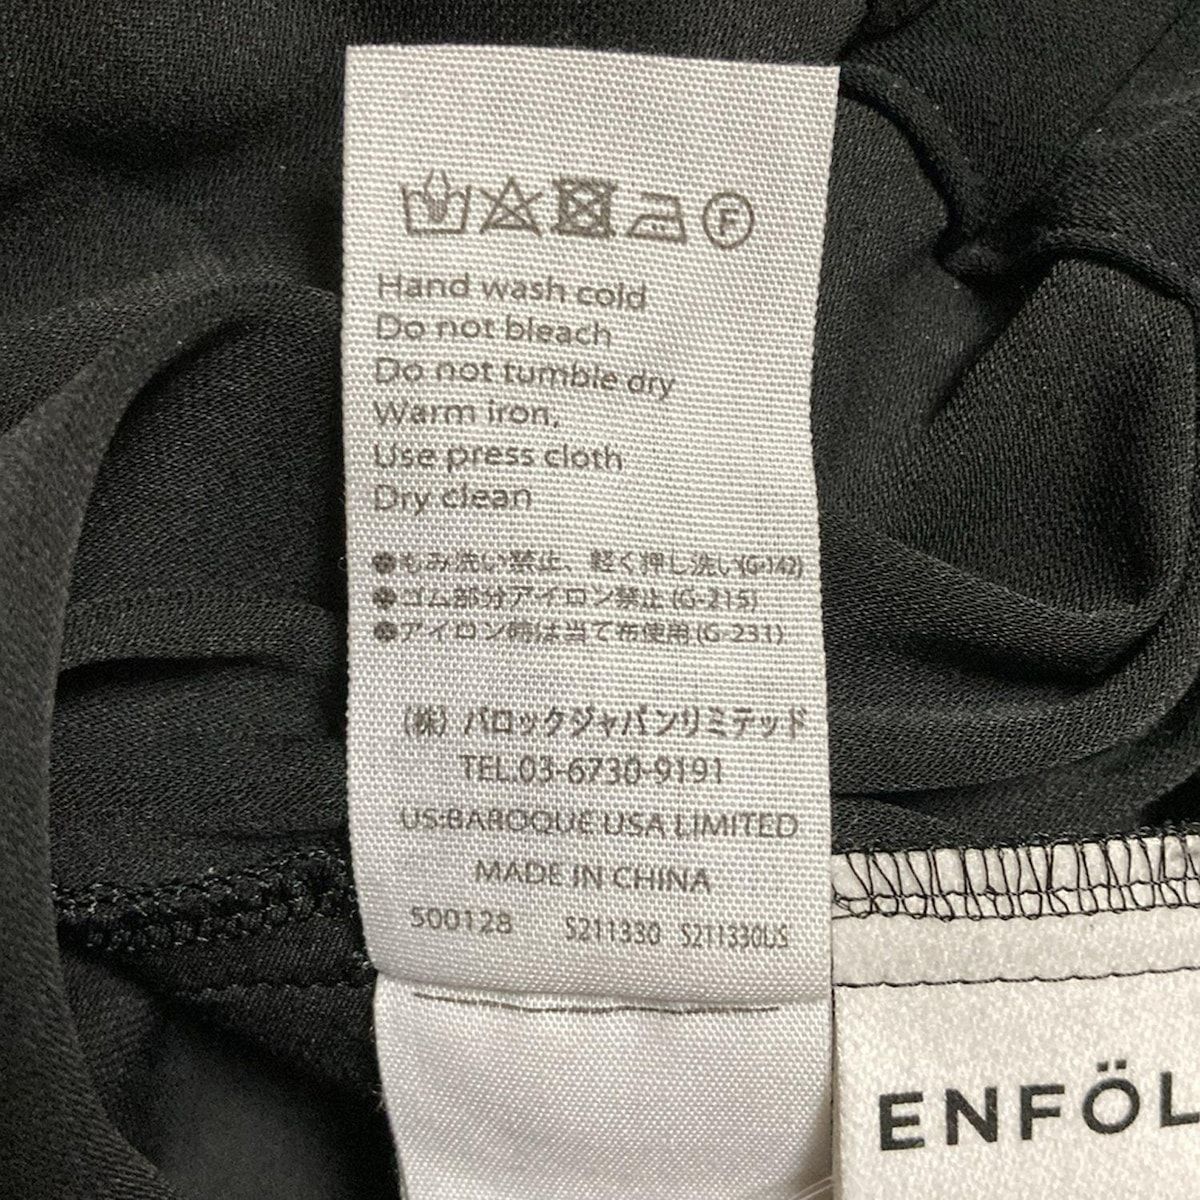 F
Hand wash cold
Do not bleach
Do not tumble dry
Warm iron,
Use press cloth
Dry clean
●もみ洗い禁止、軽く押し洗い(G-142)
●ゴム部分アイロン禁止(G-215)
●アイロン時は当て布使用(G-231)
(株) バロックジャパンリミテッド
TEL.03-6730-9191
US:BAROQUE USA LIMITED
MADE IN CHINA
500128 S211330 S211330US
ENFÖL